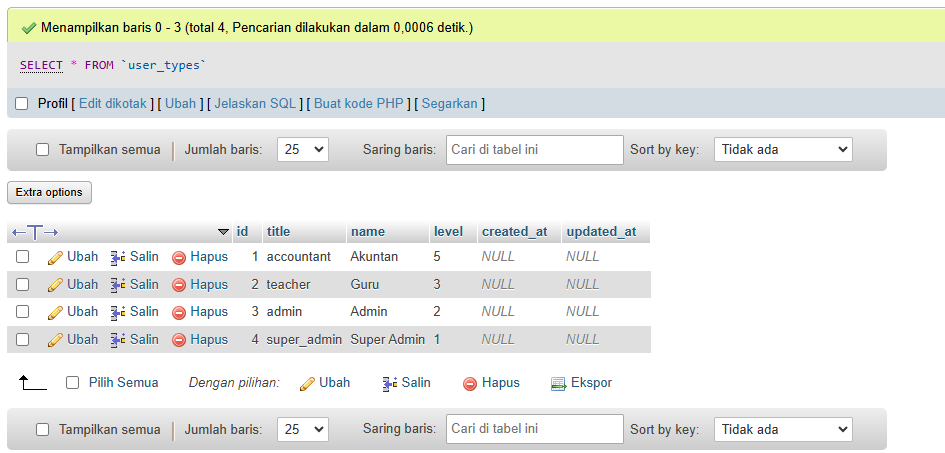 Menampilkan baris 0 - 3 (total 4, Pencarian dilakukan dalam 0,0006 detik.)
SELECT * FROM `user_types`
Profil [ Edit dikotak ] [ Ubah ] [ Jelaskan SQL ] [ Buat kode PHP ] [ Segarkan ]
Tampilkan semua Jumlah baris: 25 Saring baris: Cari di tabel ini Sort by key: Tidak ada
Extra options
←T→ id title name level created_at updated_at
Ubah Salin Hapus 1 accountant Akuntan 5 NULL NULL
Ubah Salin Hapus 2 teacher Guru 3 NULL NULL
Ubah Salin Hapus 3 admin Admin 2 NULL NULL
Ubah Salin Hapus 4 super_admin Super Admin 1 NULL NULL
Pilih Semua Dengan pilihan: Ubah Salin Hapus Ekspor
Tampilkan semua Jumlah baris: 25 Saring baris: Cari di tabel ini Sort by key: Tidak ada